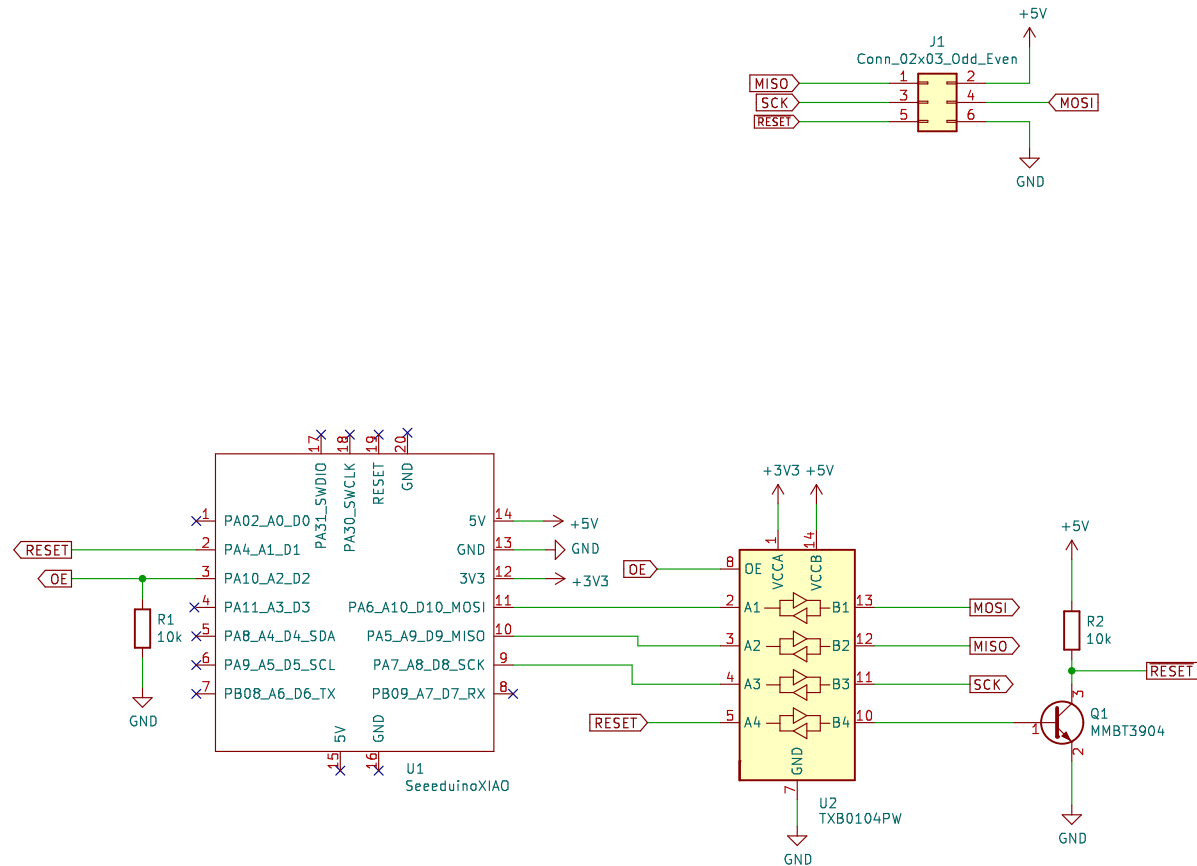 +5V
J1
Conn_02x03_Odd_Even
MISO 1 2
SCK 3 4 MOSI
RESET 5 6
GND
17 18 19 20
PA31_SWDIO
PA30_SWCLK
RESET
GND
1 PA02_A0_D0
RESET 2 PA4_A1_D1
OE 3 PA10_A2_D2
4 PA11_A3_D3
5 PA8_A4_D4_SDA
6 PA9_A5_D5_SCL
7 PB08_A6_D6_TX
R1
10k
GND
5V 14 +5V
GND 13 GND
3V3 12 +3V3
PA6_A10_D10_MOSI 11
PA5_A9_D9_MISO 10
PA7_A8_D8_SCK 9
PB09_A7_D7_RX 8
5V
GND
15 16
U1
SeeeduinoXIAO
+3V3 +5V
1 14
VCCA
VCCB
OE 8 OE
2 A1 B1 13 MOSI
3 A2 B2 12 MISO
4 A3 B3 11 SCK
RESET 5 A4 B4 10
GND
7
U2
TXB0104PW
GND
+5V
R2
10k
RESET
3
Q1
1 MMBT3904
2
GND